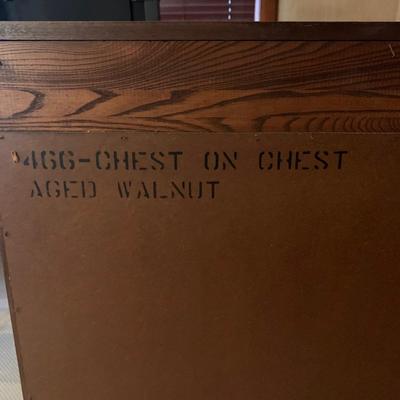 466-CHEST ON CHEST
AGED WALNUT